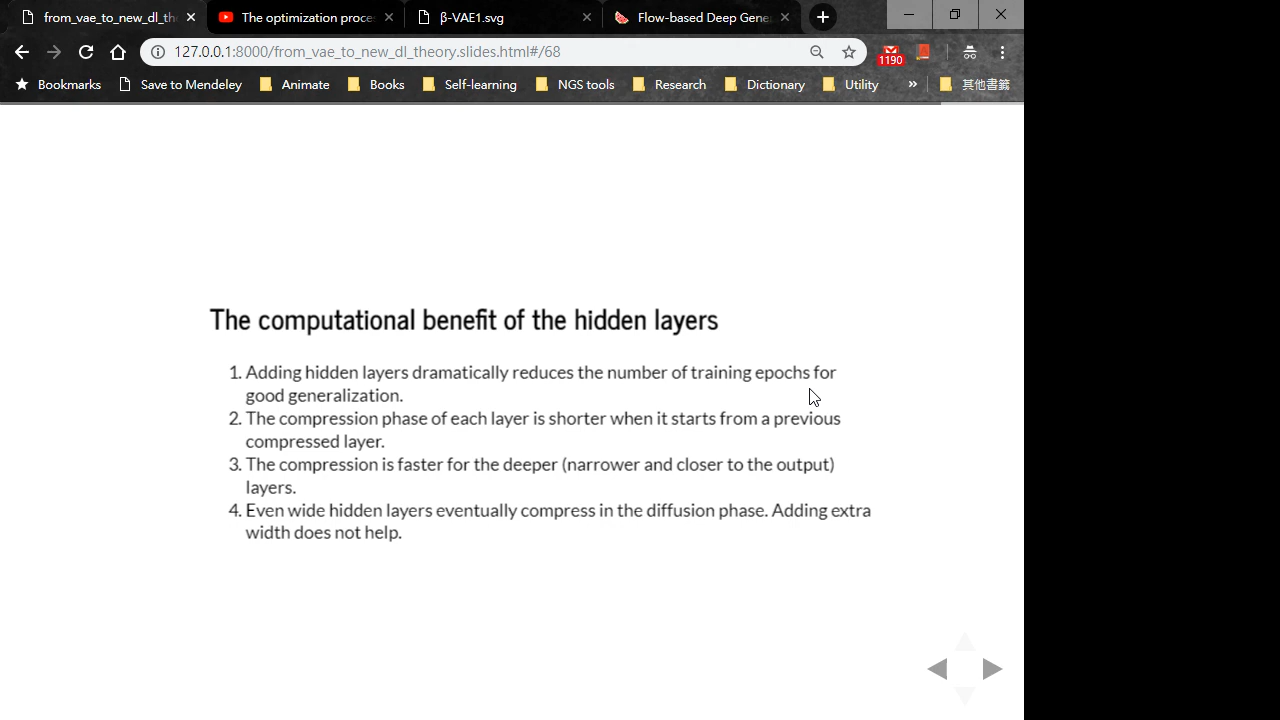 from_vae_to_new_dl_th
The optimization proces
β-VAE1.svg
Flow-based Deep Gene
127.0.0.1:8000/from_vae_to_new_dl_theory.slides.html#/68
1190
Bookmarks
Save to Mendeley
Animate
Books
Self-learning
NGS tools
Research
Dictionary
Utility
»
其他書籤
The computational benefit of the hidden layers
1. Adding hidden layers dramatically reduces the number of training epochs for
good generalization.
2. The compression phase of each layer is shorter when it starts from a previous
compressed layer.
3. The compression is faster for the deeper (narrower and closer to the output)
layers.
4. Even wide hidden layers eventually compress in the diffusion phase. Adding extra
width does not help.